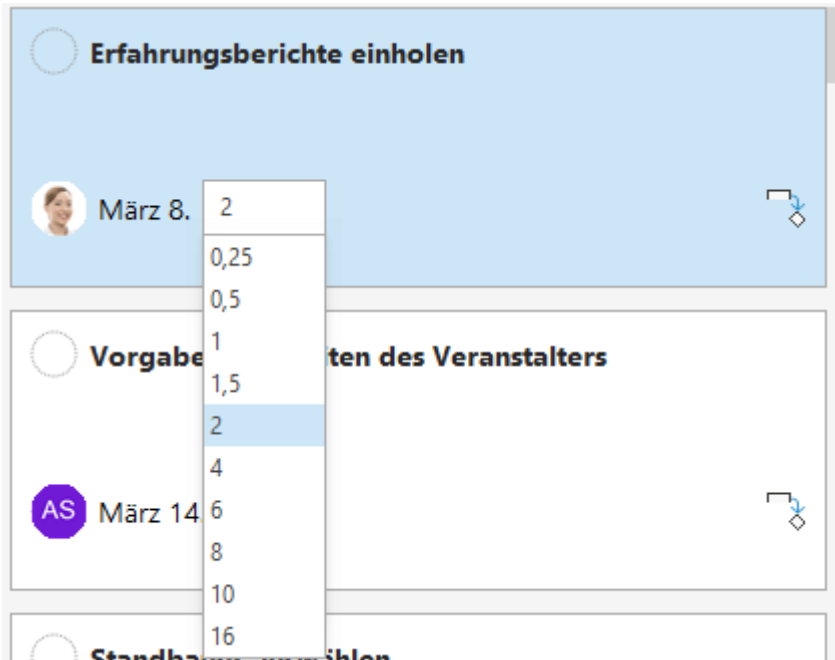 Erfahrungsberichte einholen
März 8. 2
0,25
0,5
1
Vorgabe ten des Veranstalters
1,5
2
4
AS März 14. 6
8
10
16